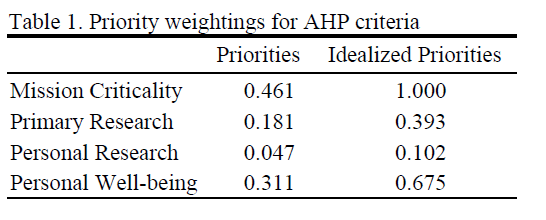 Table 1. Priority weightings for AHP criteria
Priorities Idealized Priorities
Mission Criticality 0.461 1.000
Primary Research 0.181 0.393
Personal Research 0.047 0.102
Personal Well-being 0.311 0.675